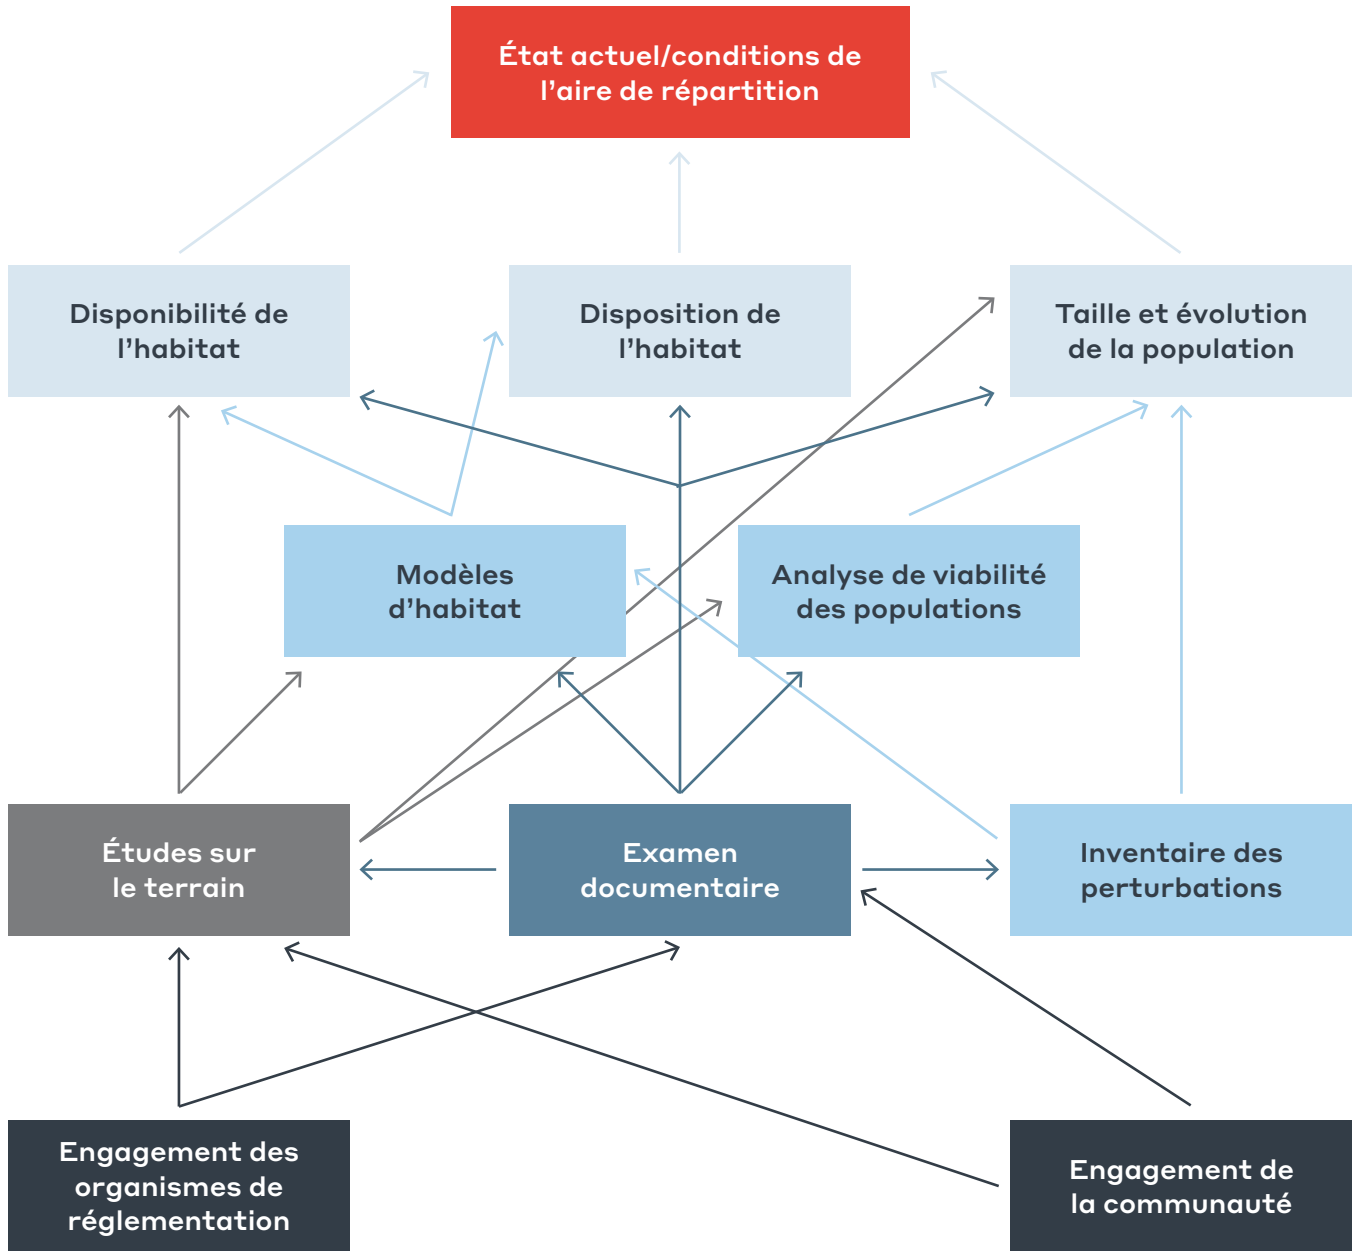 État actuel/conditions de
l’aire de répartition
Disponibilité de
l’habitat
Disposition de
l’habitat
Taille et évolution
de la population
Modèles
d’habitat
Analyse de viabilité
des populations
Études sur
le terrain
Examen
documentaire
Inventaire des
perturbations
Engagement des
organismes de
réglementation
Engagement de
la communauté